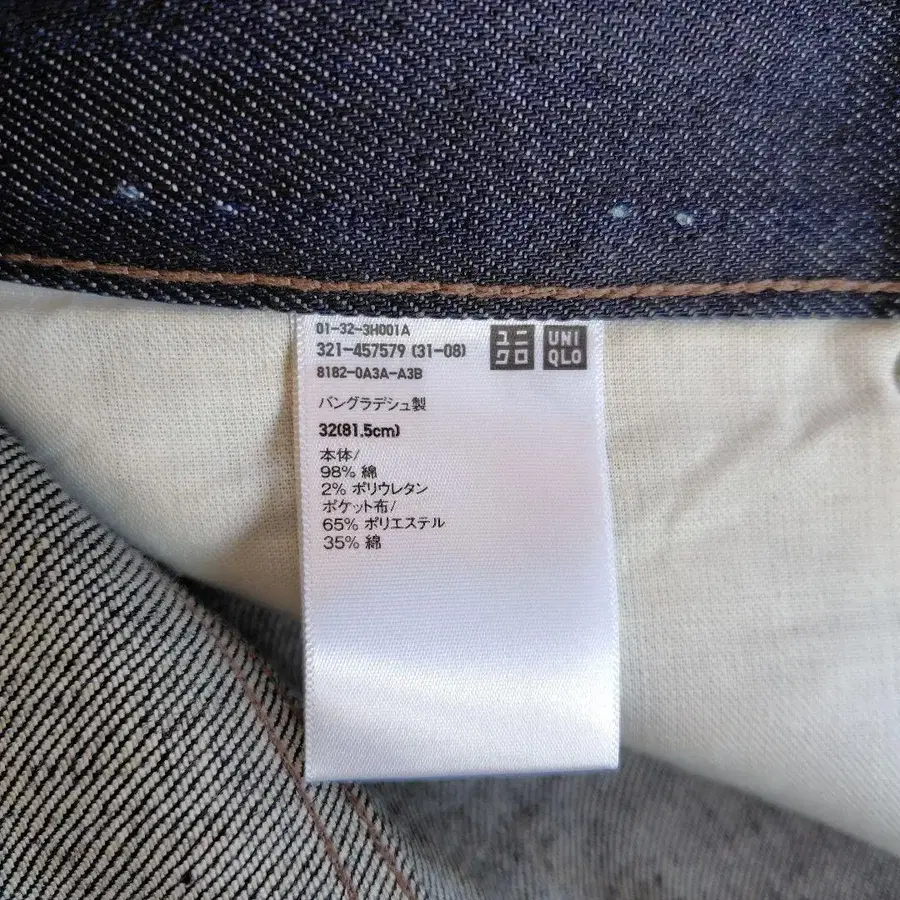 01-32-3H001A
321-457579 (31-08)
8182-0A3A-A3B
ユニ
クロ
UNI
QLO
バングラデシュ製
32(81.5cm)
本体/
98% 綿
2% ポリウレタン
ポケット布/
65% ポリエステル
35% 綿